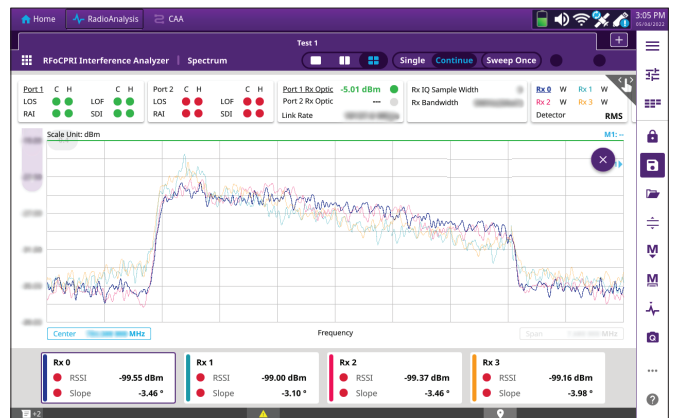 Home RadioAnalysis CAA 3:05 PM
05/04/2022
Test 1
RFoCPRI Interference Analyzer | Spectrum Single Continue Sweep Once
Port 1 C H C H Port 2 C H C H Port 1 Rx Optic -5.01 dBm Rx IQ Sample Width Rx 0 W Rx 1 W
LOS LOF LOS LOF Port 2 Rx Optic --- Rx Bandwidth Rx 2 W Rx 3 W
RAI SDI RAI SDI Link Rate Detector RMS
Scale Unit: dBm M1: --
Center MHz Frequency Span MHz
Rx 0 Rx 1 Rx 2 Rx 3
RSSI -99.55 dBm RSSI -99.00 dBm RSSI -99.37 dBm RSSI -99.16 dBm
Slope -3.46 ° Slope -3.10 ° Slope -3.46 ° Slope -3.98 °
+2